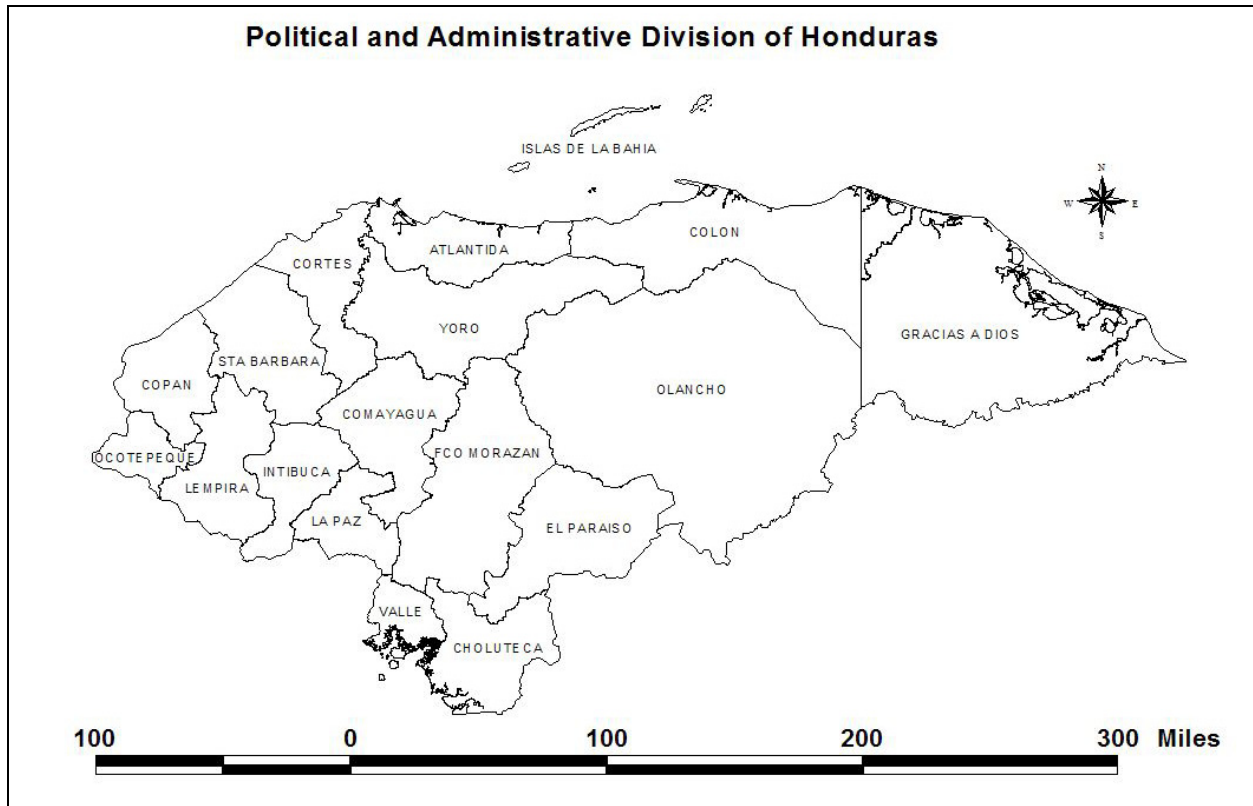 Political and Administrative Division of Honduras
ISLAS DE LA BAHIA
N
W E
S
COLON
ATLANTIDA
CORTES
YORO
GRACIAS A DIOS
STA BARBARA
COPAN
OLANCHO
COMAYAGUA
FCO MORAZAN
OCOTEPEQUE
INTIBUCA
LEMPIRA
LA PAZ
EL PARAISO
VALLE
CHOLUTECA
100 0 100 200 300 Miles